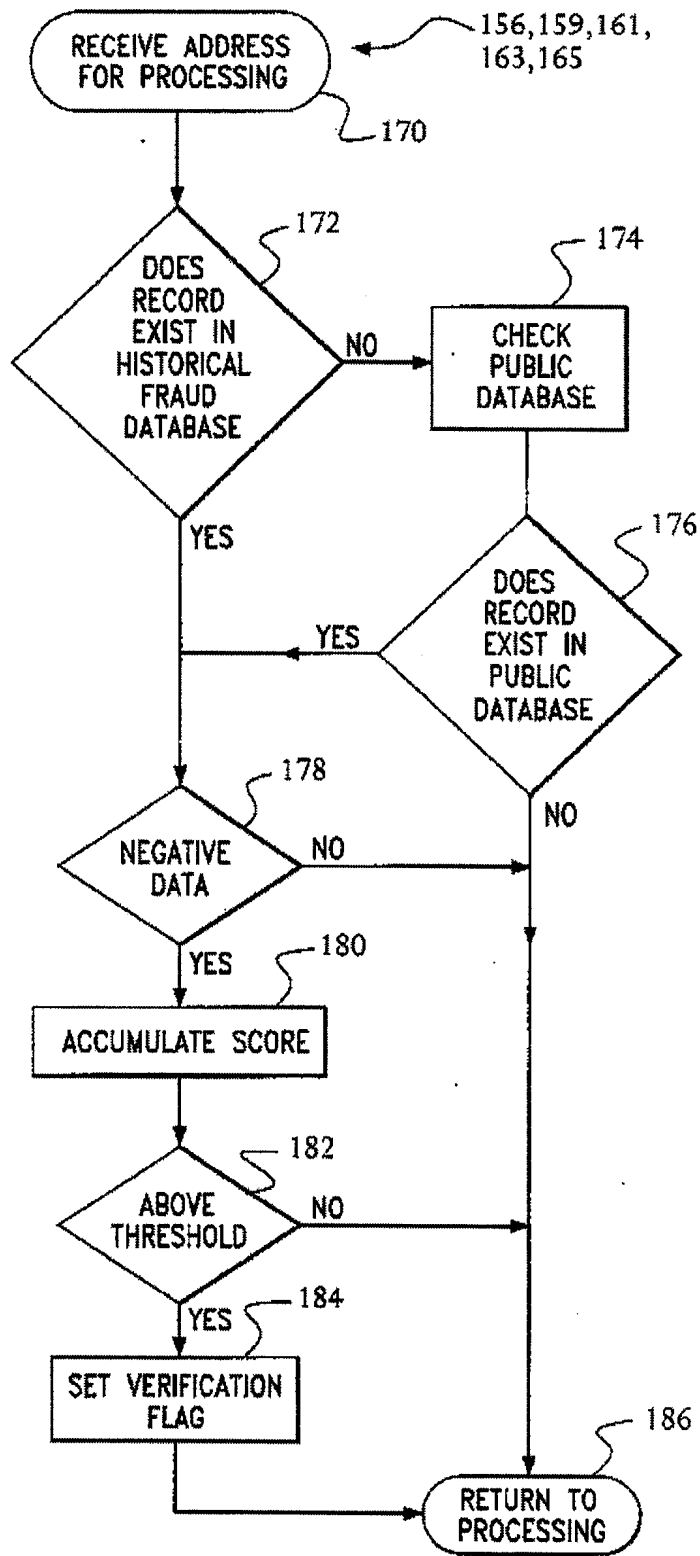 RECEIVE ADDRESS
FOR PROCESSING
156,159,161,
163,165
170
172
DOES
RECORD
EXIST IN
HISTORICAL
FRAUD
DATABASE
NO
174
CHECK
PUBLIC
DATABASE
YES
176
DOES
RECORD
EXIST IN
PUBLIC
DATABASE
YES
NO
178
NEGATIVE
DATA
NO
YES
180
ACCUMULATE SCORE
182
ABOVE
THRESHOLD
NO
YES
184
SET VERIFICATION
FLAG
186
RETURN TO
PROCESSING